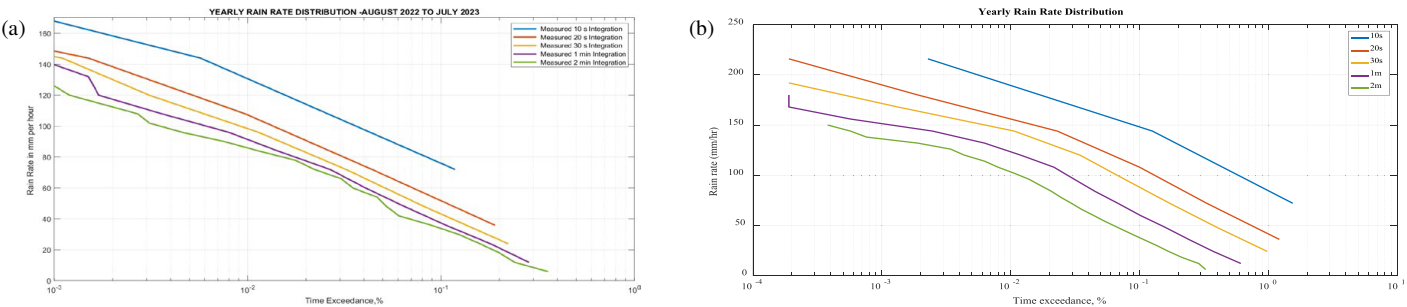 (a)
YEARLY RAIN RATE DISTRIBUTION -AUGUST 2022 TO JULY 2023
Measured 10 s Integration
Measured 20 s Integration
Measured 30 s Integration
Measured 1 min Integration
Measured 2 min Integration
Rain Rate in mm per hour
160
140
120
100
80
60
40
20
0
10⁻³
10⁻²
10⁻¹
10⁰
Time Exceedance,%
(b)
Yearly Rain Rate Distribution
10s
20s
30s
1m
2m
Rain rate (mm/hr)
250
200
150
100
50
0
10⁻⁴
10⁻³
10⁻²
10⁻¹
10⁰
10¹
Time exceedance, %